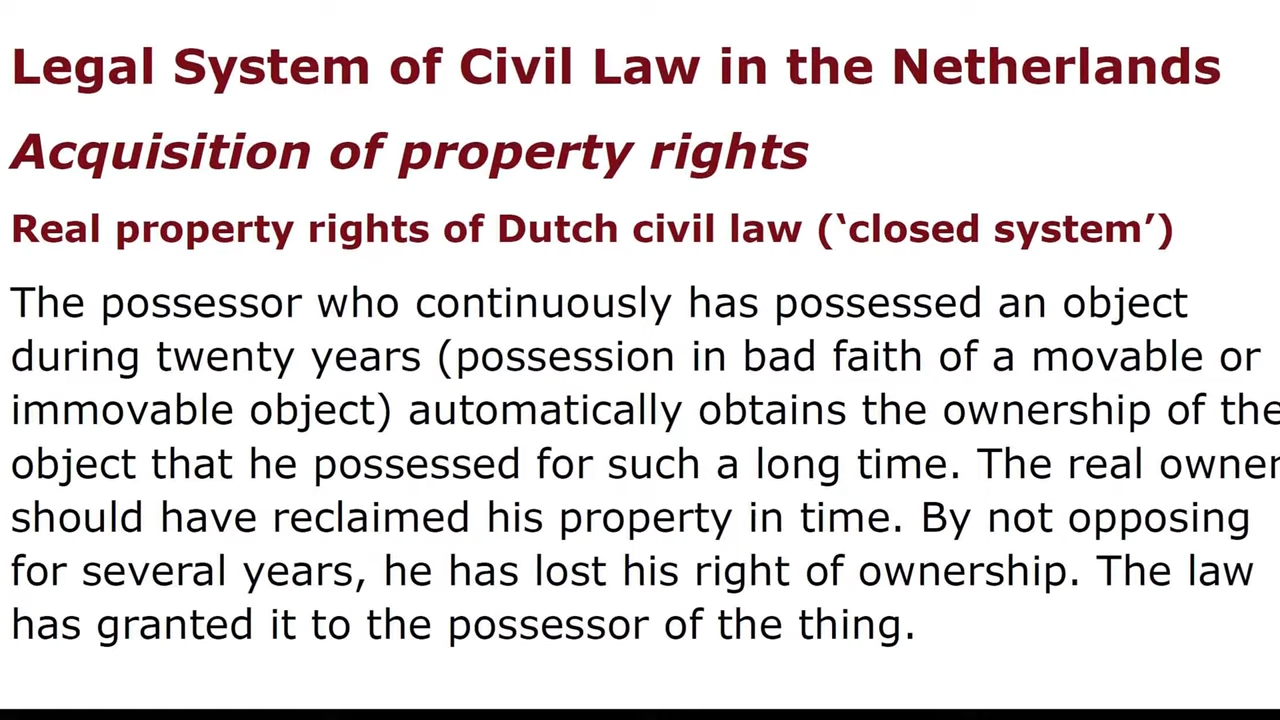 Legal System of Civil Law in the Netherlands
Acquisition of property rights
Real property rights of Dutch civil law (‘closed system’)
The possessor who continuously has possessed an object
during twenty years (possession in bad faith of a movable or
immovable object) automatically obtains the ownership of the
object that he possessed for such a long time. The real owner
should have reclaimed his property in time. By not opposing
for several years, he has lost his right of ownership. The law
has granted it to the possessor of the thing.